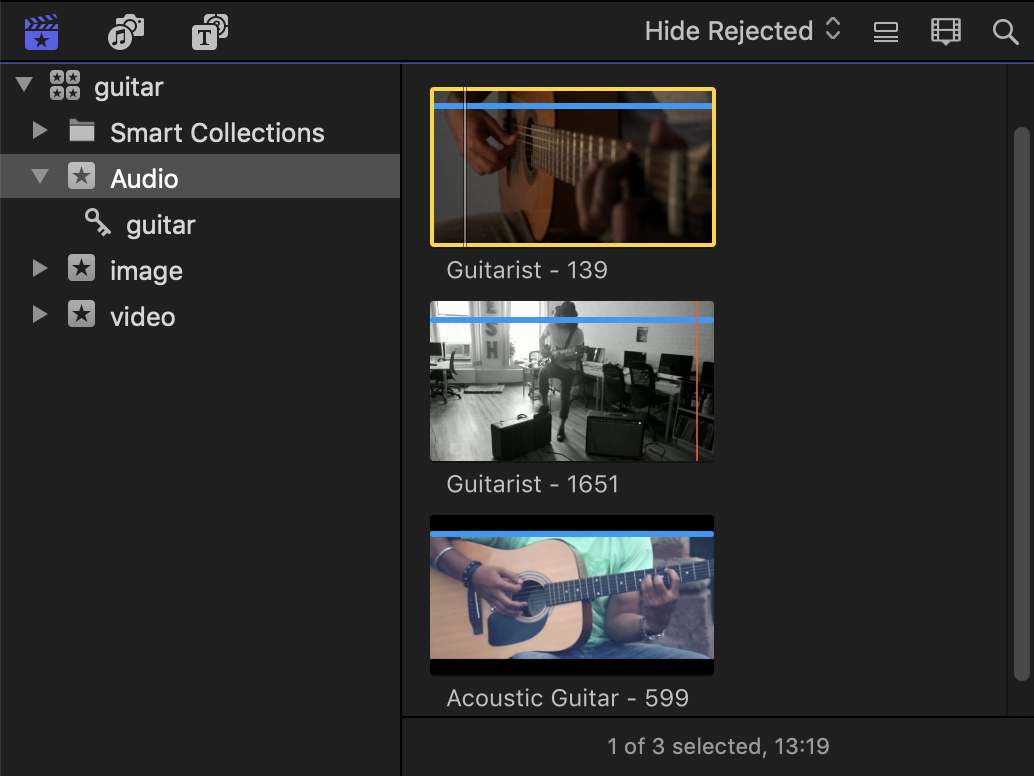 Hide Rejected
guitar
Smart Collections
Audio
guitar
image
video
Guitarist - 139
ESH
Guitarist - 1651
Acoustic Guitar - 599
1 of 3 selected, 13:19